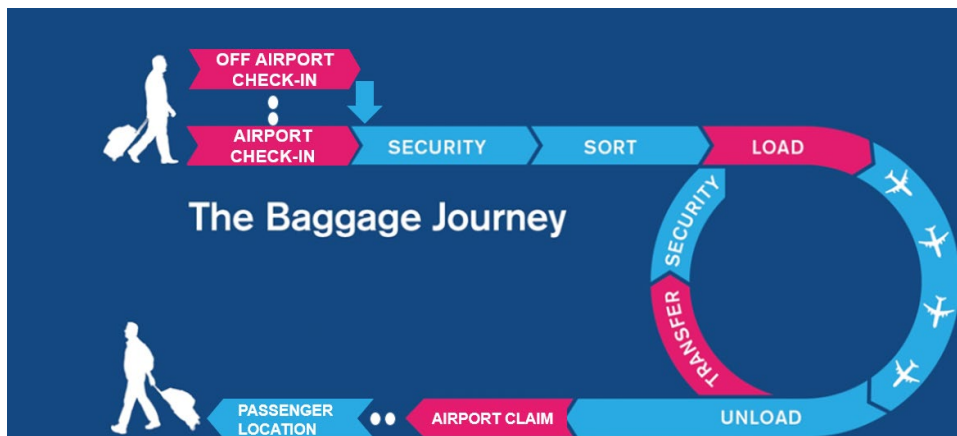 OFF AIRPORT
CHECK-IN
AIRPORT
CHECK-IN
SECURITY
SORT
LOAD
The Baggage Journey
SECURITY
TRANSFER
UNLOAD
AIRPORT CLAIM
PASSENGER
LOCATION